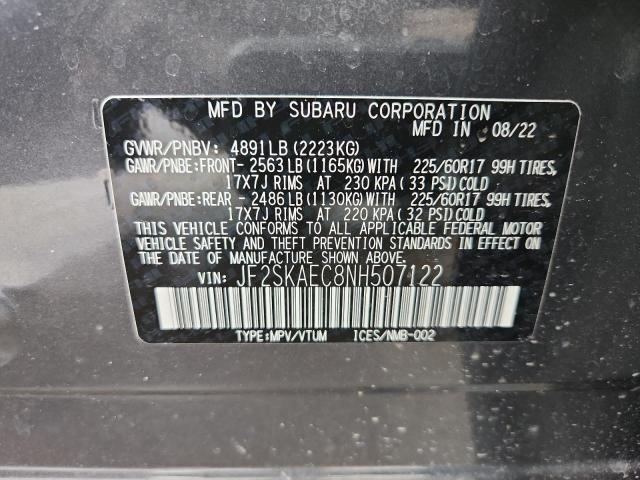 MFD BY SUBARU CORPORATION
MFD IN 08/22
GVWR/PNBV: 4891LB (2223KG)
GAWR/PNBE:FRONT- 2563LB(1165KG)WITH 225/60R17 99H TIRES,
17X7J RIMS AT 230 KPA( 33 PSI)COLD
GAWR/PNBE:REAR - 2486LB(1130KG)WITH 225/60R17 99H TIRES,
17X7J RIMS AT 220 KPA( 32 PSI)COLD
THIS VEHICLE CONFORMS TO ALL APPLICABLE FEDERAL MOTOR
VEHICLE SAFETY AND THEFT PREVENTION STANDARDS IN EFFECT ON
THE DATE OF MANUFACTURE SHOWN ABOVE.
VIN: JF2SKAEC8NH507122
TYPE:MPV/VTUM ICES/NMB-002